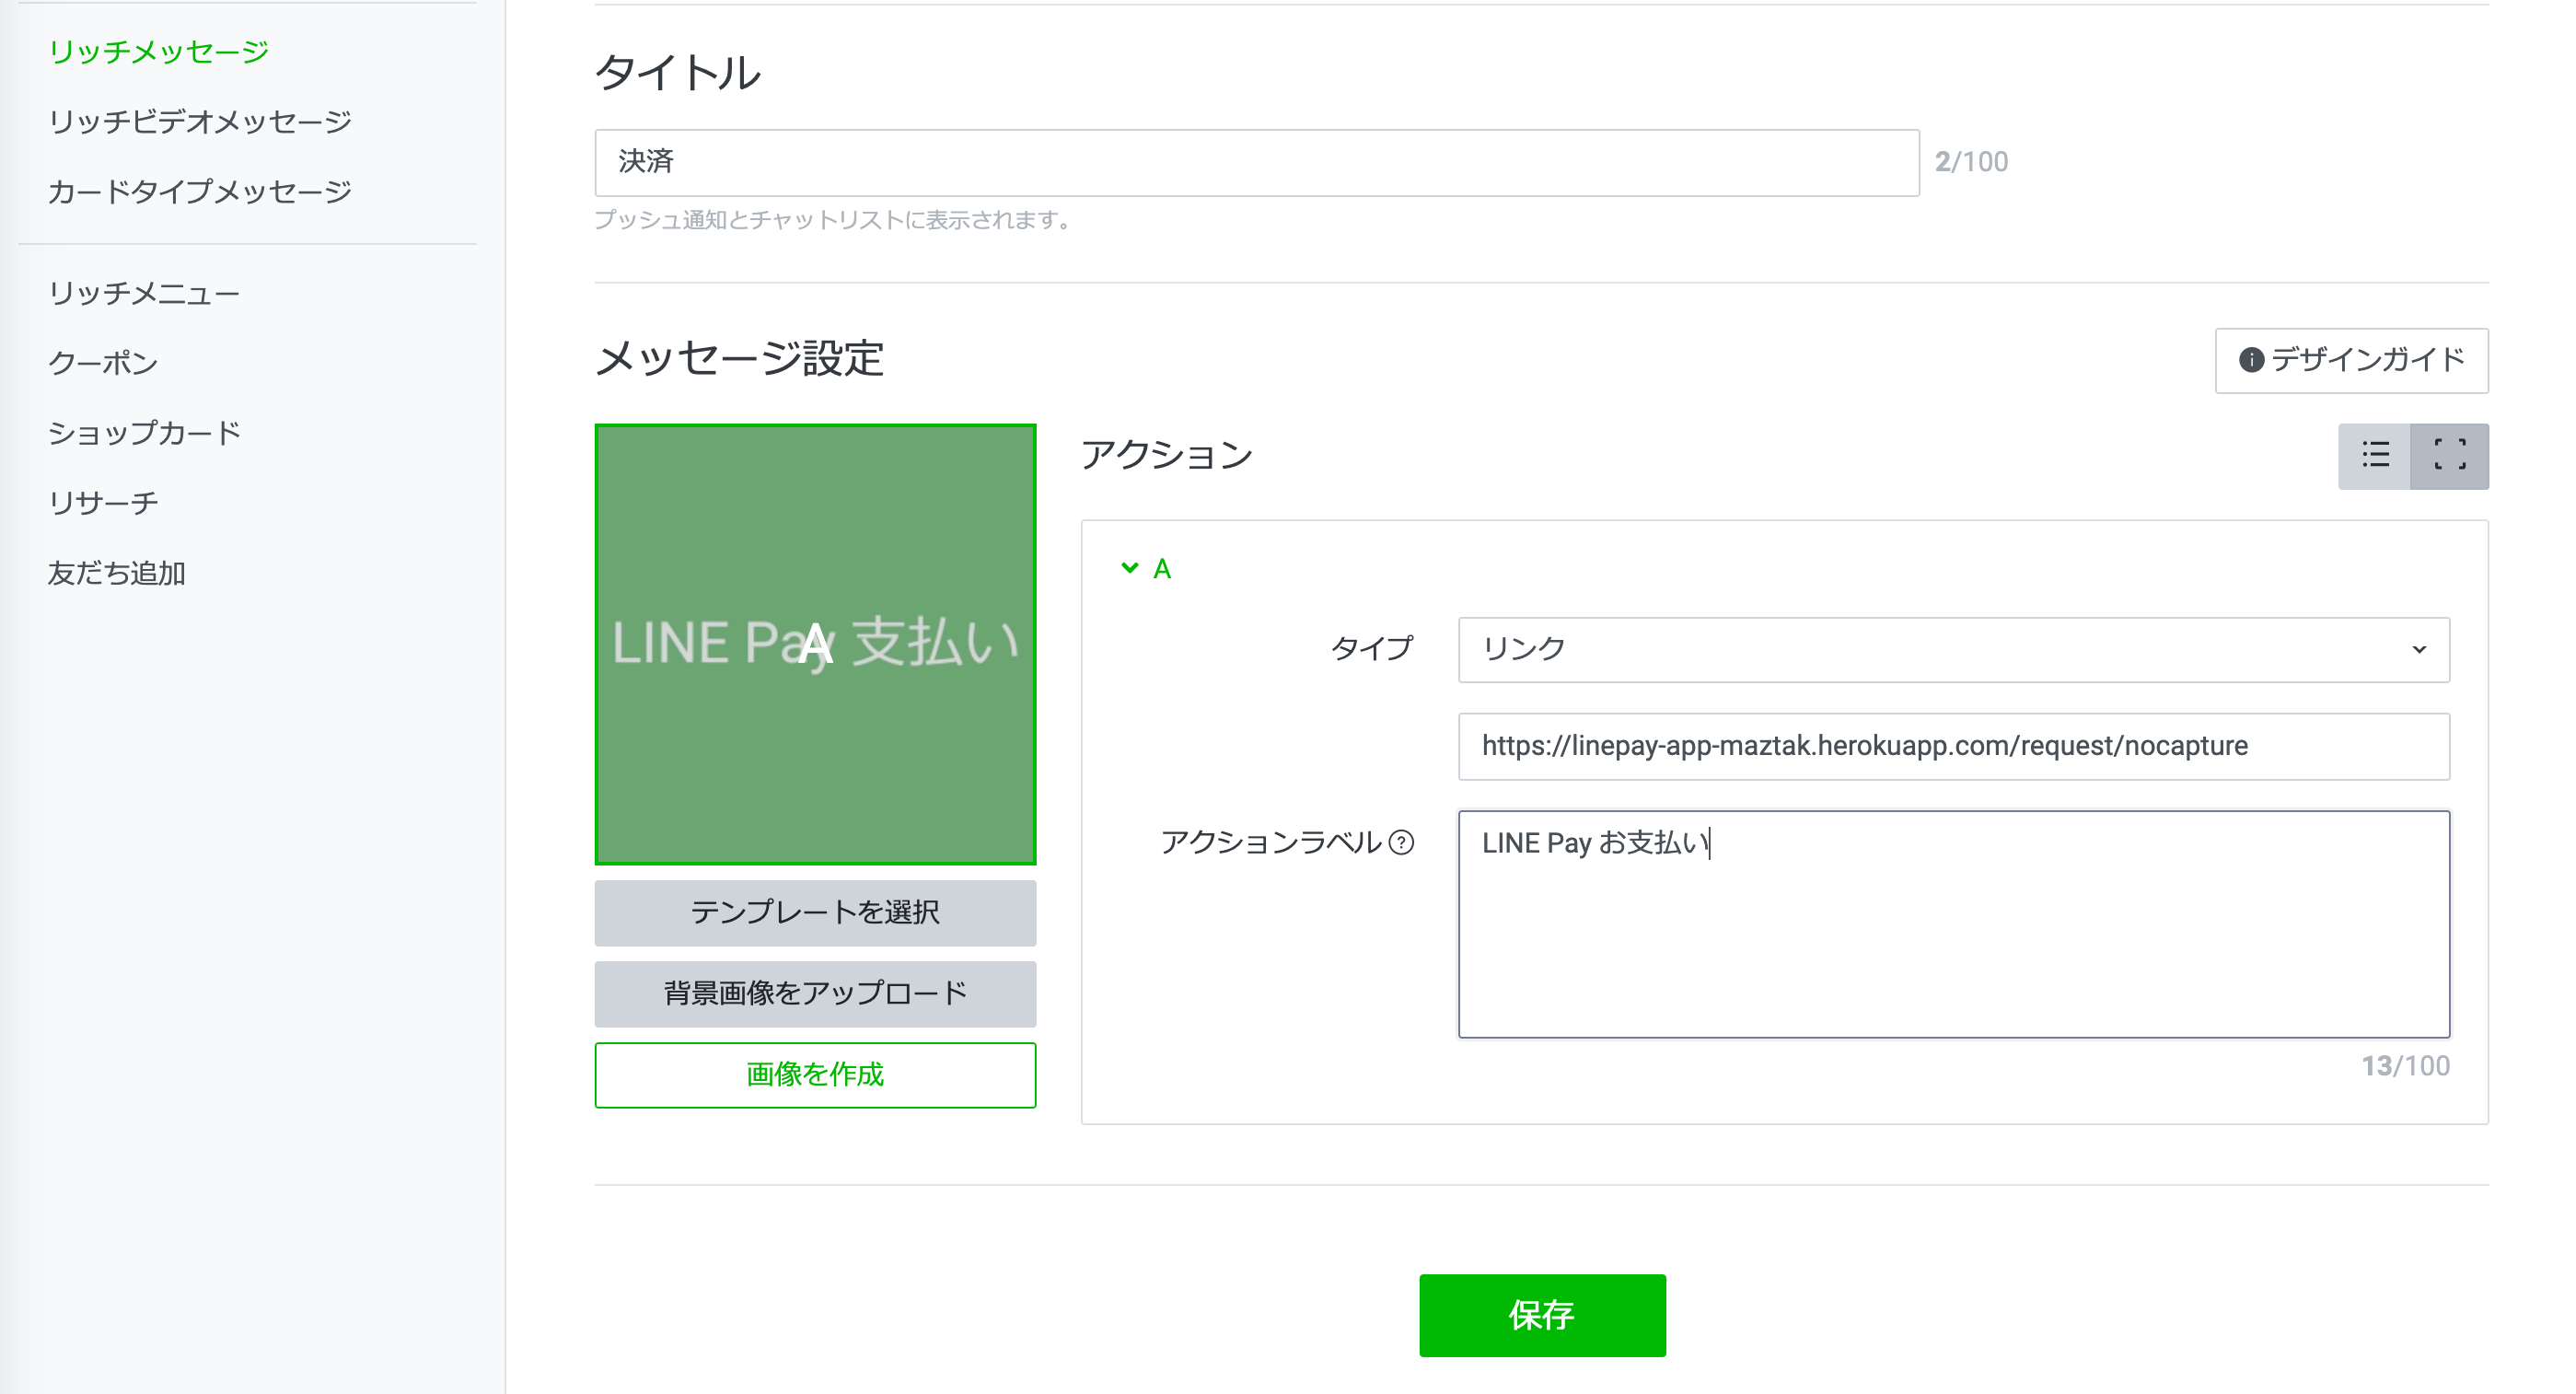 リッチメッセージ
リッチビデオメッセージ
カードタイプメッセージ
リッチメニュー
クーポン
ショップカード
リサーチ
友だち追加
タイトル
決済
2/100
プッシュ通知とチャットリストに表示されます。
メッセージ設定
デザインガイド
LINE Pay 支払い
A
テンプレートを選択
背景画像をアップロード
画像を作成
アクション
A
タイプ
リンク
https://linepay-app-maztak.herokuapp.com/request/nocapture
アクションラベル
LINE Pay お支払い
13/100
保存